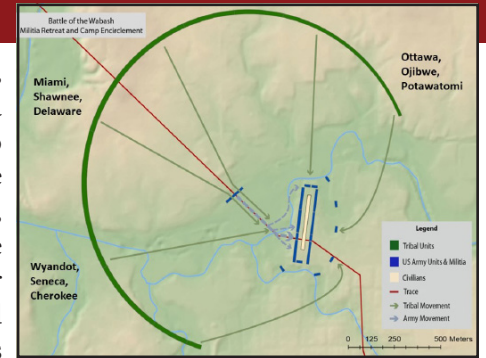 Battle of the Wabash
Militia Retreat and Camp Encirclement
Ottawa,
Ojibwe,
Potawatomi
Miami,
Shawnee,
Delaware
Wyandot,
Seneca,
Cherokee
Legend
Tribal Units
US Army Units & Militia
Civilians
Trace
Tribal Movement
Army Movement
0 125 250 500 Meters